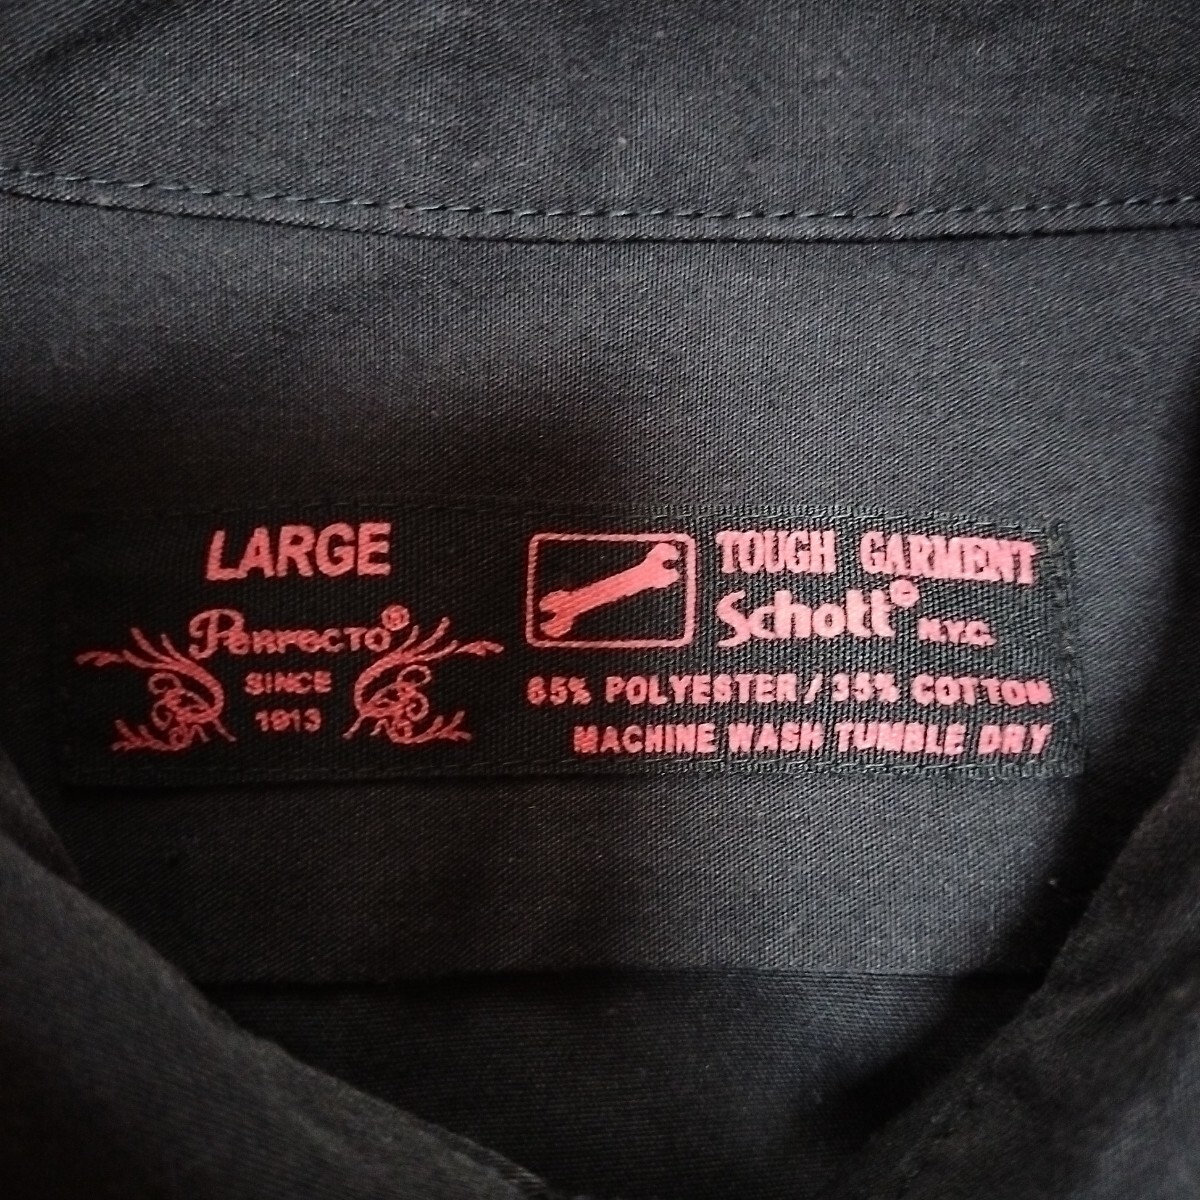 LARGE
Perfecto®
SINCE
1913
TOUGH GARMENT
Schott® N.Y.C.
65% POLYESTER / 35% COTTON
MACHINE WASH TUMBLE DRY